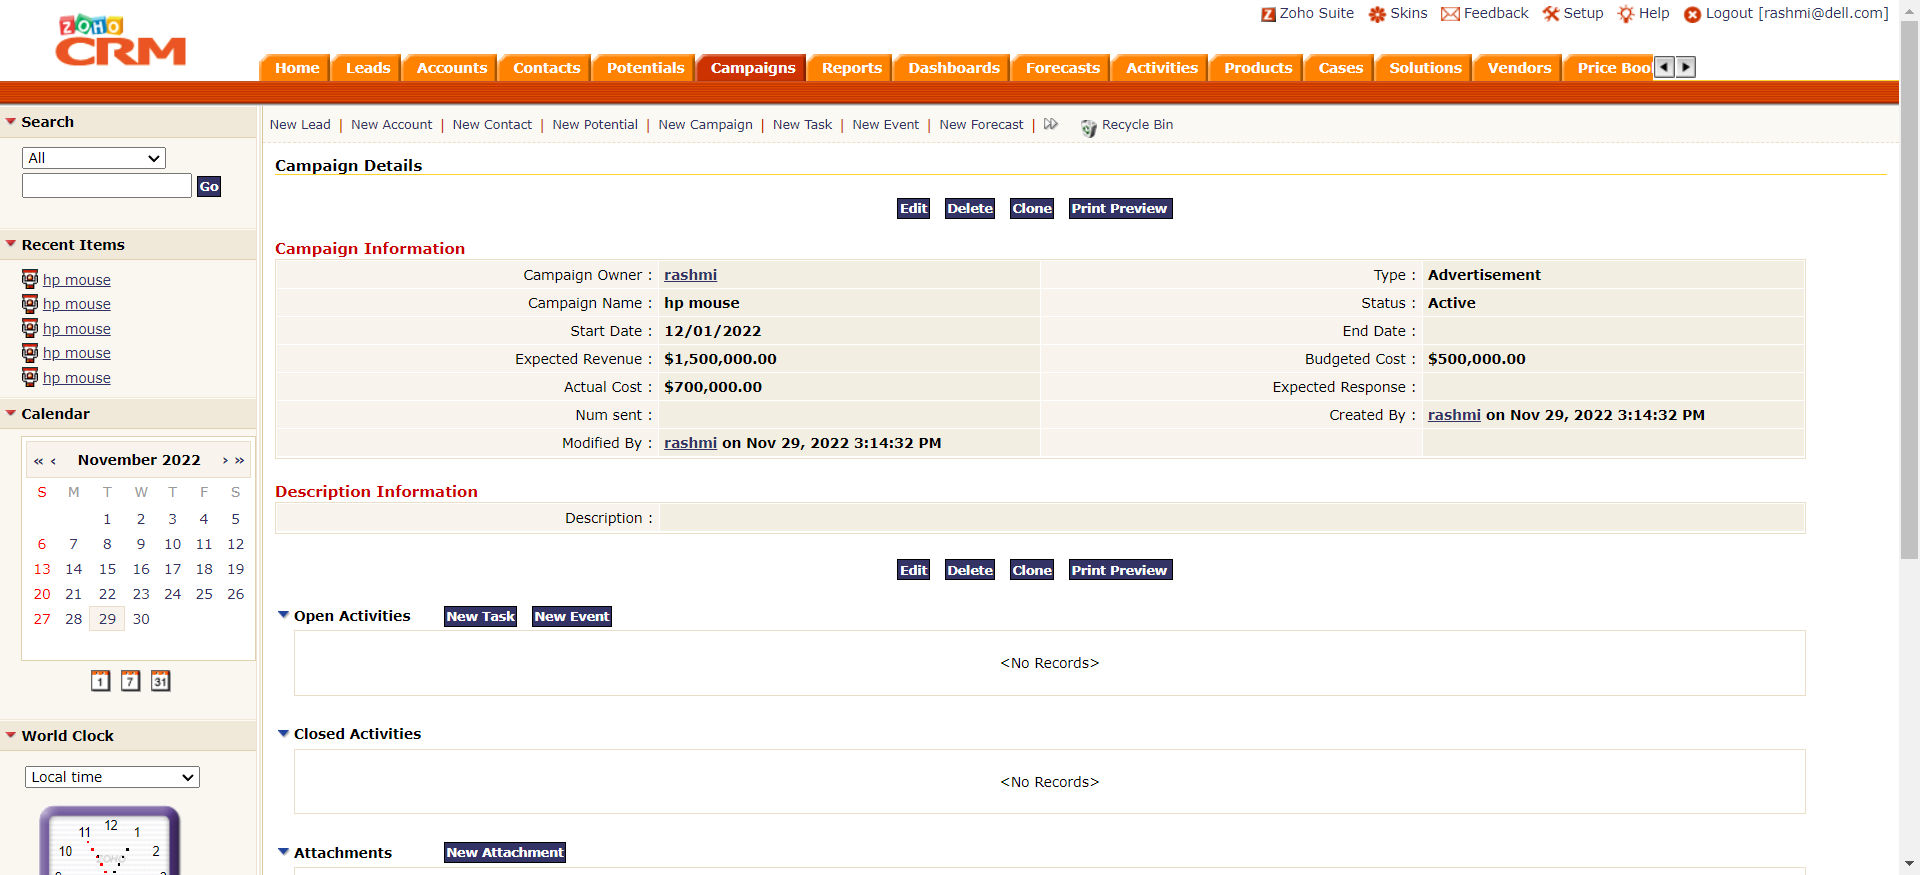 ZOHO
CRM
Zoho Suite Skins Feedback Setup Help Logout [rashmi@dell.com]
Home Leads Accounts Contacts Potentials Campaigns Reports Dashboards Forecasts Activities Products Cases Solutions Vendors Price Boo
Search
All
Go
Recent Items
hp mouse
hp mouse
hp mouse
hp mouse
hp mouse
Calendar
« ‹ November 2022 › »
S M T W T F S
1 2 3 4 5
6 7 8 9 10 11 12
13 14 15 16 17 18 19
20 21 22 23 24 25 26
27 28 29 30
1 7 31
World Clock
Local time
10 11 12 1 2
ZOHO
New Lead | New Account | New Contact | New Potential | New Campaign | New Task | New Event | New Forecast | Recycle Bin
Campaign Details
Edit Delete Clone Print Preview
Campaign Information
Campaign Owner : rashmi Type : Advertisement
Campaign Name : hp mouse Status : Active
Start Date : 12/01/2022 End Date :
Expected Revenue : $1,500,000.00 Budgeted Cost : $500,000.00
Actual Cost : $700,000.00 Expected Response :
Num sent : Created By : rashmi on Nov 29, 2022 3:14:32 PM
Modified By : rashmi on Nov 29, 2022 3:14:32 PM
Description Information
Description :
Edit Delete Clone Print Preview
Open Activities New Task New Event
<No Records>
Closed Activities
<No Records>
Attachments New Attachment